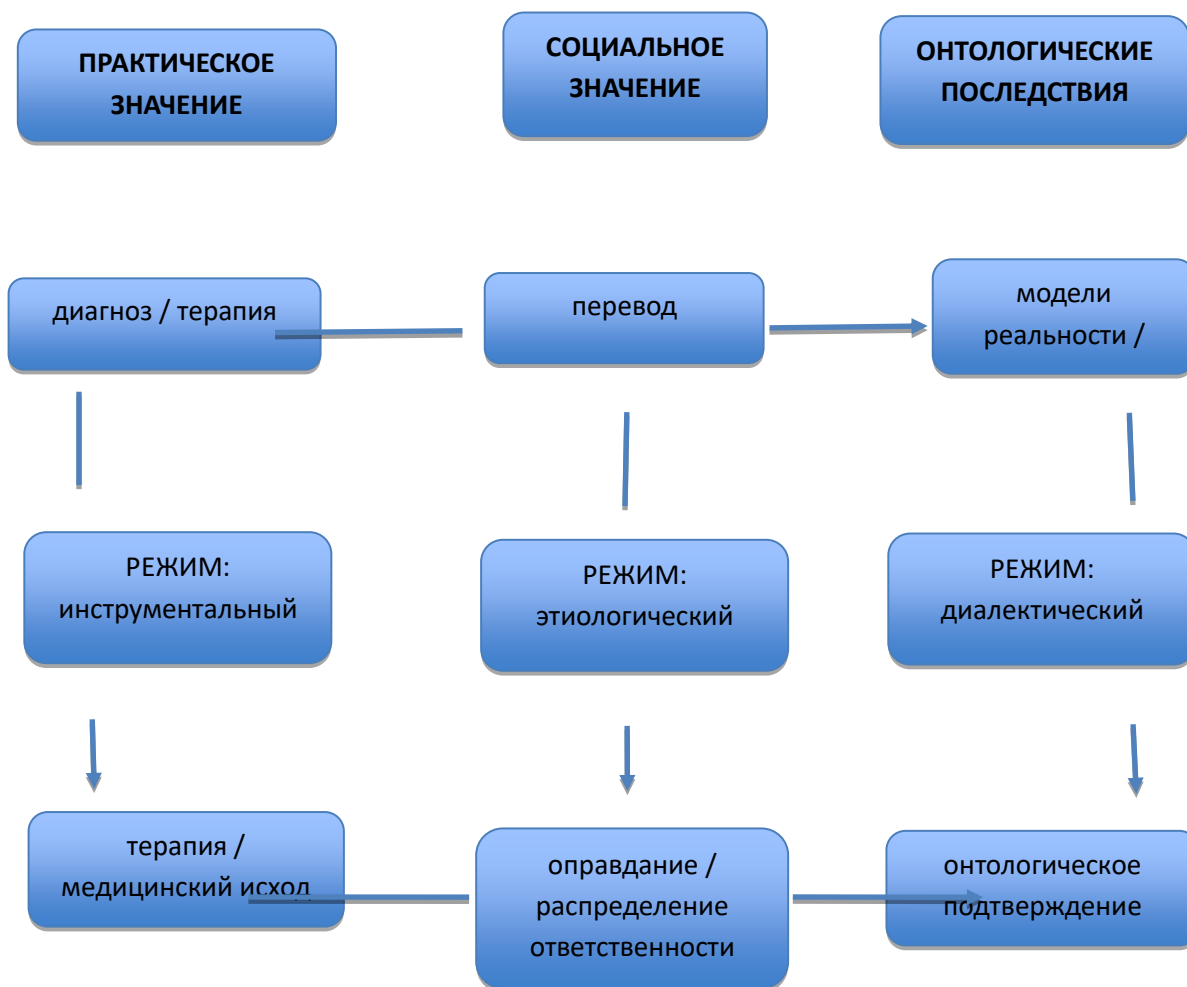 ПРАКТИЧЕСКОЕ
ЗНАЧЕНИЕ
СОЦИАЛЬНОЕ
ЗНАЧЕНИЕ
ОНТОЛОГИЧЕСКИЕ
ПОСЛЕДСТВИЯ
диагноз / терапия
перевод
модели
реальности /
РЕЖИМ:
инструментальный
РЕЖИМ:
этиологический
РЕЖИМ:
диалектический
терапия /
медицинский исход
оправдание /
распределение
ответственности
онтологическое
подтверждение